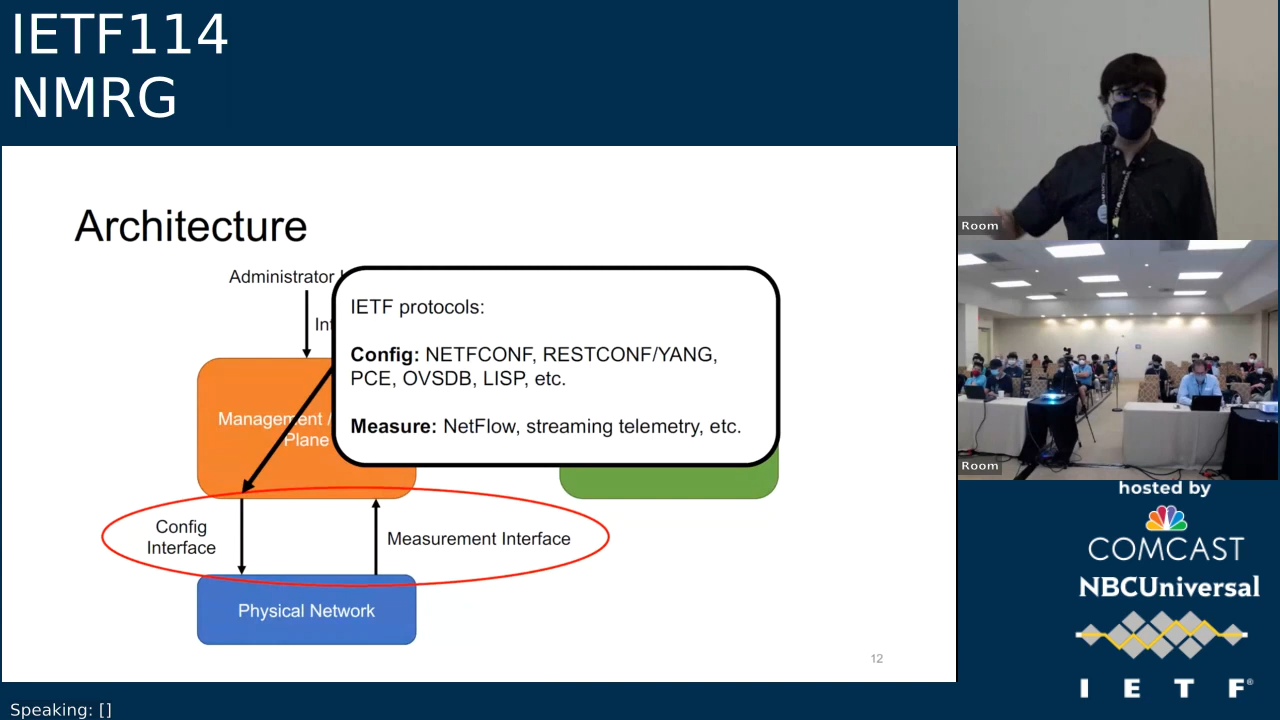 IETF114
NMRG
Architecture
Administrator
IETF protocols:
Config: NETFCONF, RESTCONF/YANG,
PCE, OVSDB, LISP, etc.
Measure: NetFlow, streaming telemetry, etc.
Management /
Plane
Config
Interface
Measurement Interface
Physical Network
12
Speaking: []
Room
Room
hosted by
COMCAST
NBCUniversal
I E T F®